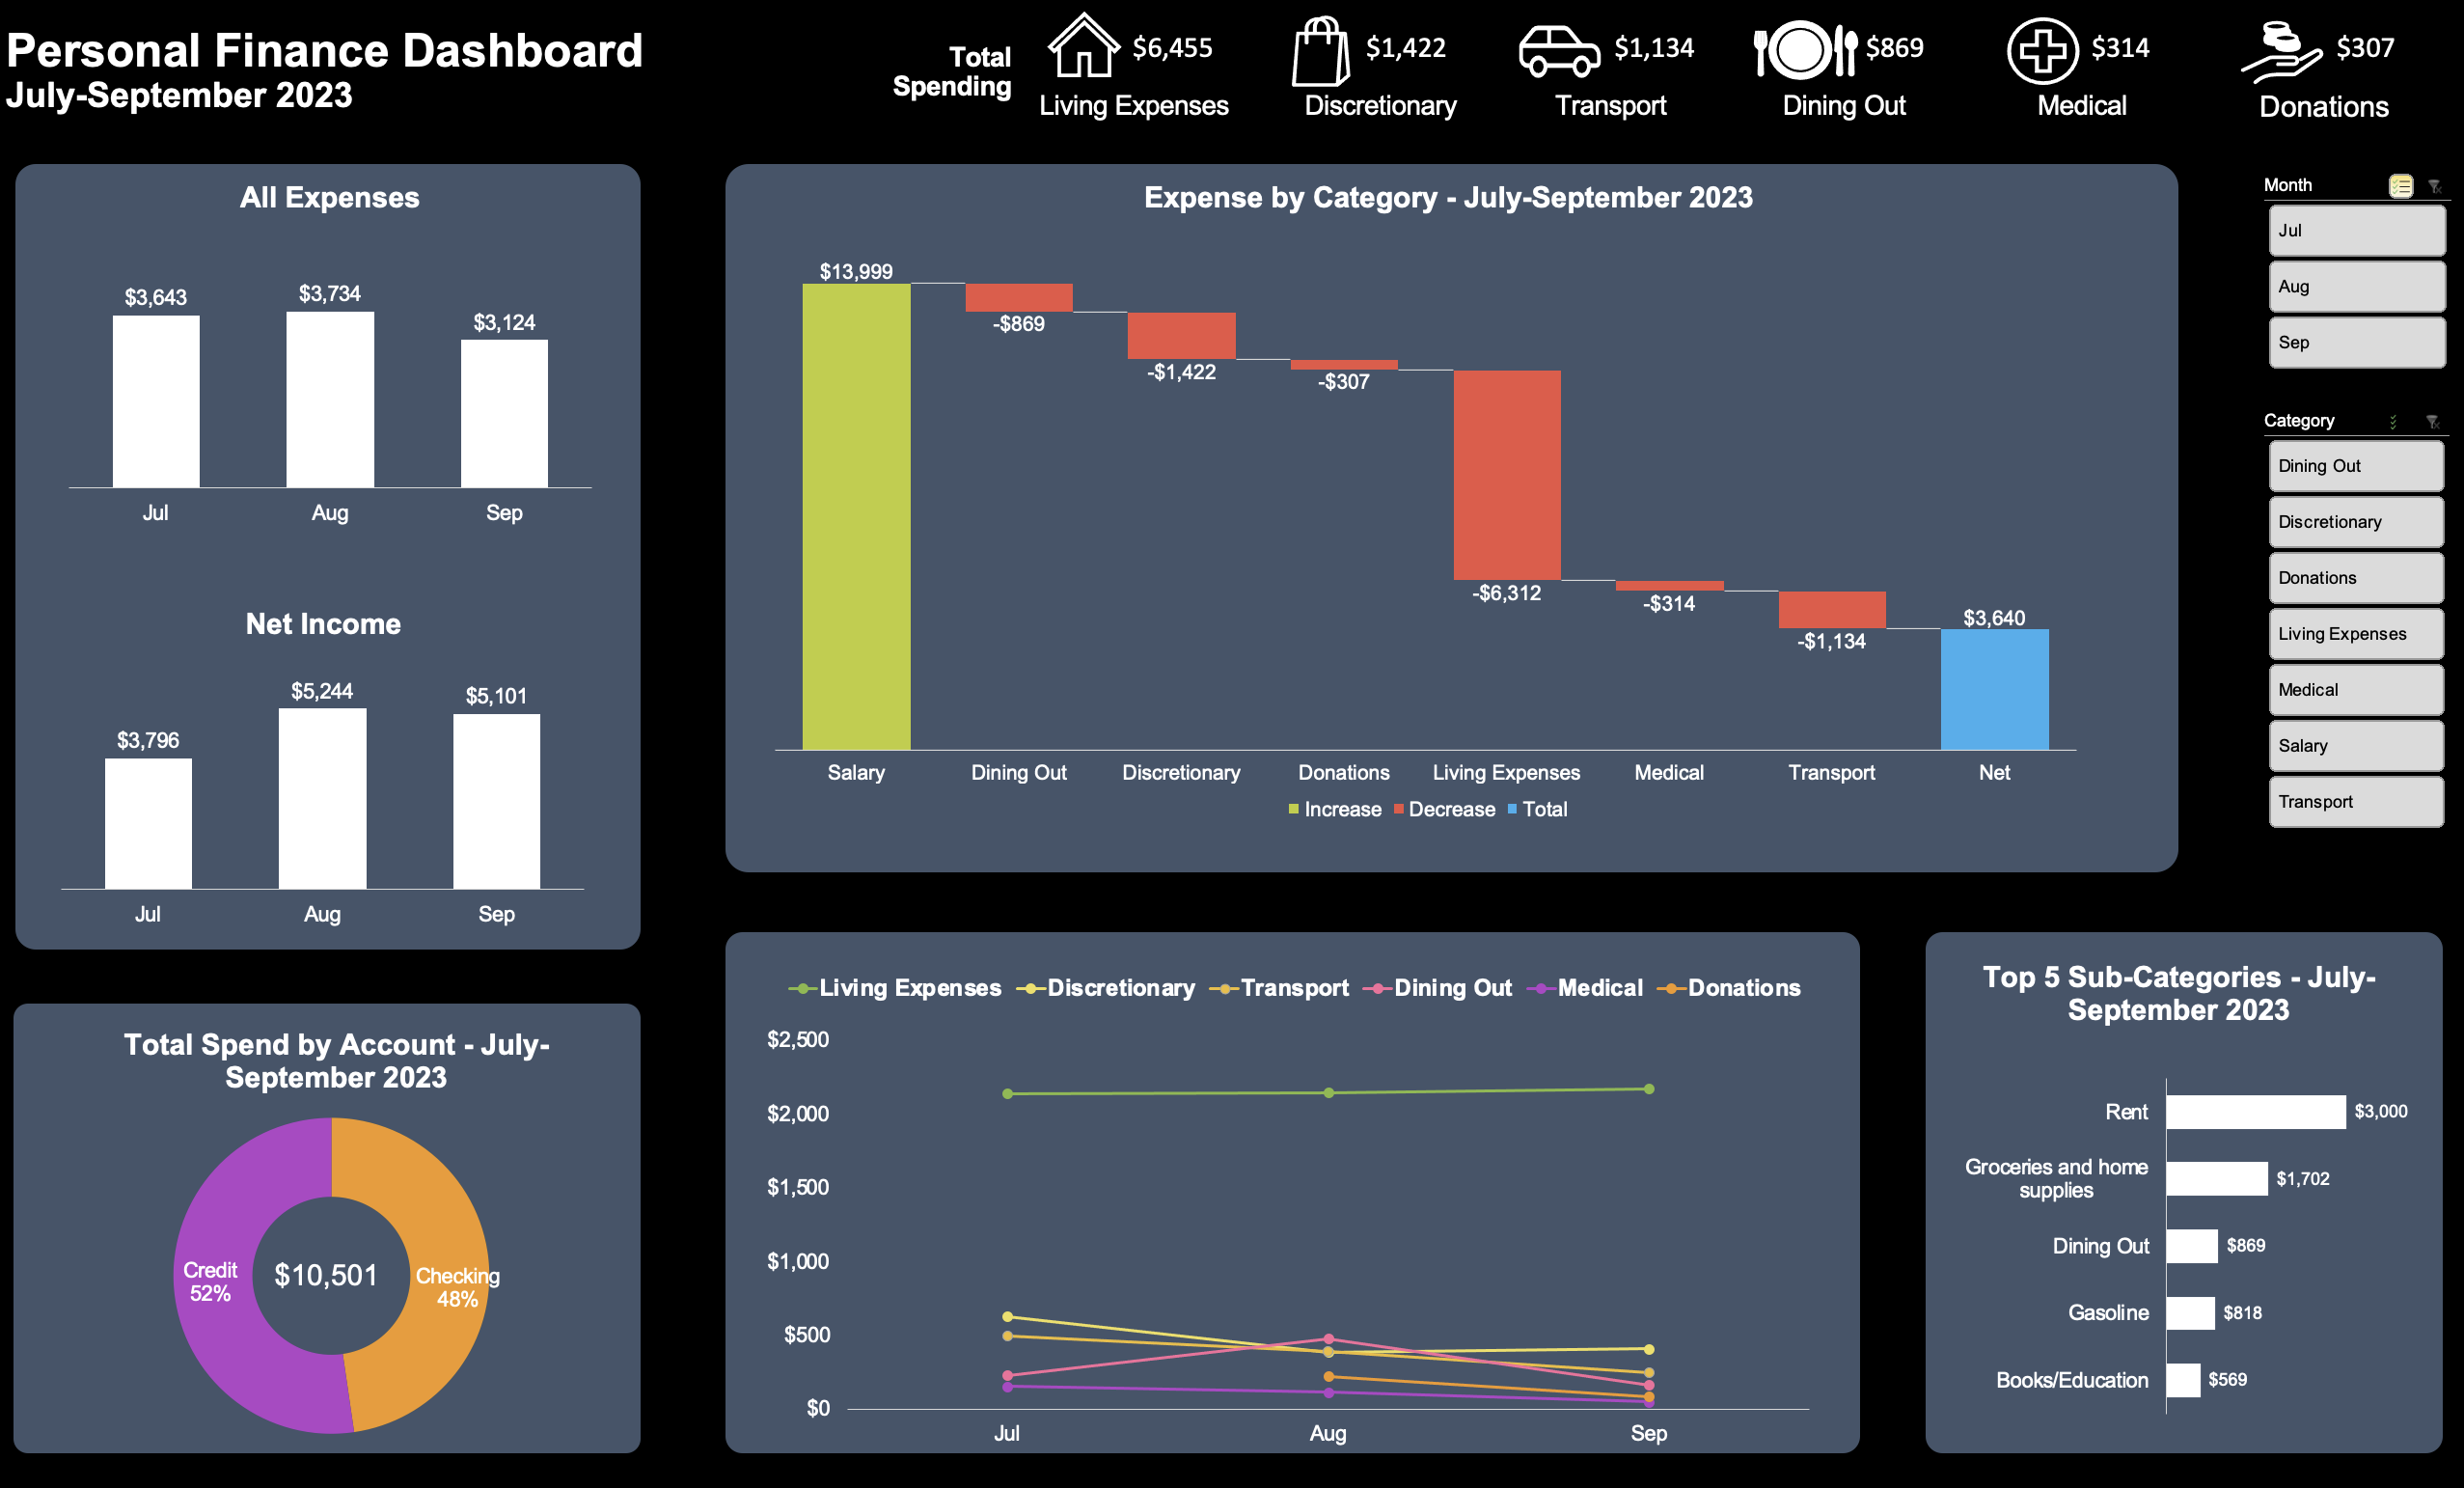 Personal Finance Dashboard
July-September 2023
Total
Spending
$6,455
Living Expenses
$1,422
Discretionary
$1,134
Transport
$869
Dining Out
$314
Medical
$307
Donations
All Expenses
$3,643
$3,734
$3,124
Jul
Aug
Sep
Net Income
$3,796
$5,244
$5,101
Jul
Aug
Sep
Expense by Category - July-September 2023
$13,999
-$869
-$1,422
-$307
-$6,312
-$314
-$1,134
$3,640
Salary
Dining Out
Discretionary
Donations
Living Expenses
Medical
Transport
Net
Increase
Decrease
Total
Month
Jul
Aug
Sep
Category
Dining Out
Discretionary
Donations
Living Expenses
Medical
Salary
Transport
Total Spend by Account - July-
September 2023
Credit
52%
$10,501
Checking
48%
Living Expenses
Discretionary
Transport
Dining Out
Medical
Donations
$2,500
$2,000
$1,500
$1,000
$500
$0
Jul
Aug
Sep
Top 5 Sub-Categories - July-
September 2023
Rent
$3,000
Groceries and home
supplies
$1,702
Dining Out
$869
Gasoline
$818
Books/Education
$569